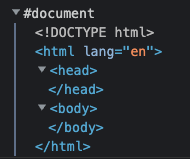 #document
<!DOCTYPE html>
<html lang="en">
<head>
</head>
<body>
</body>
</html>